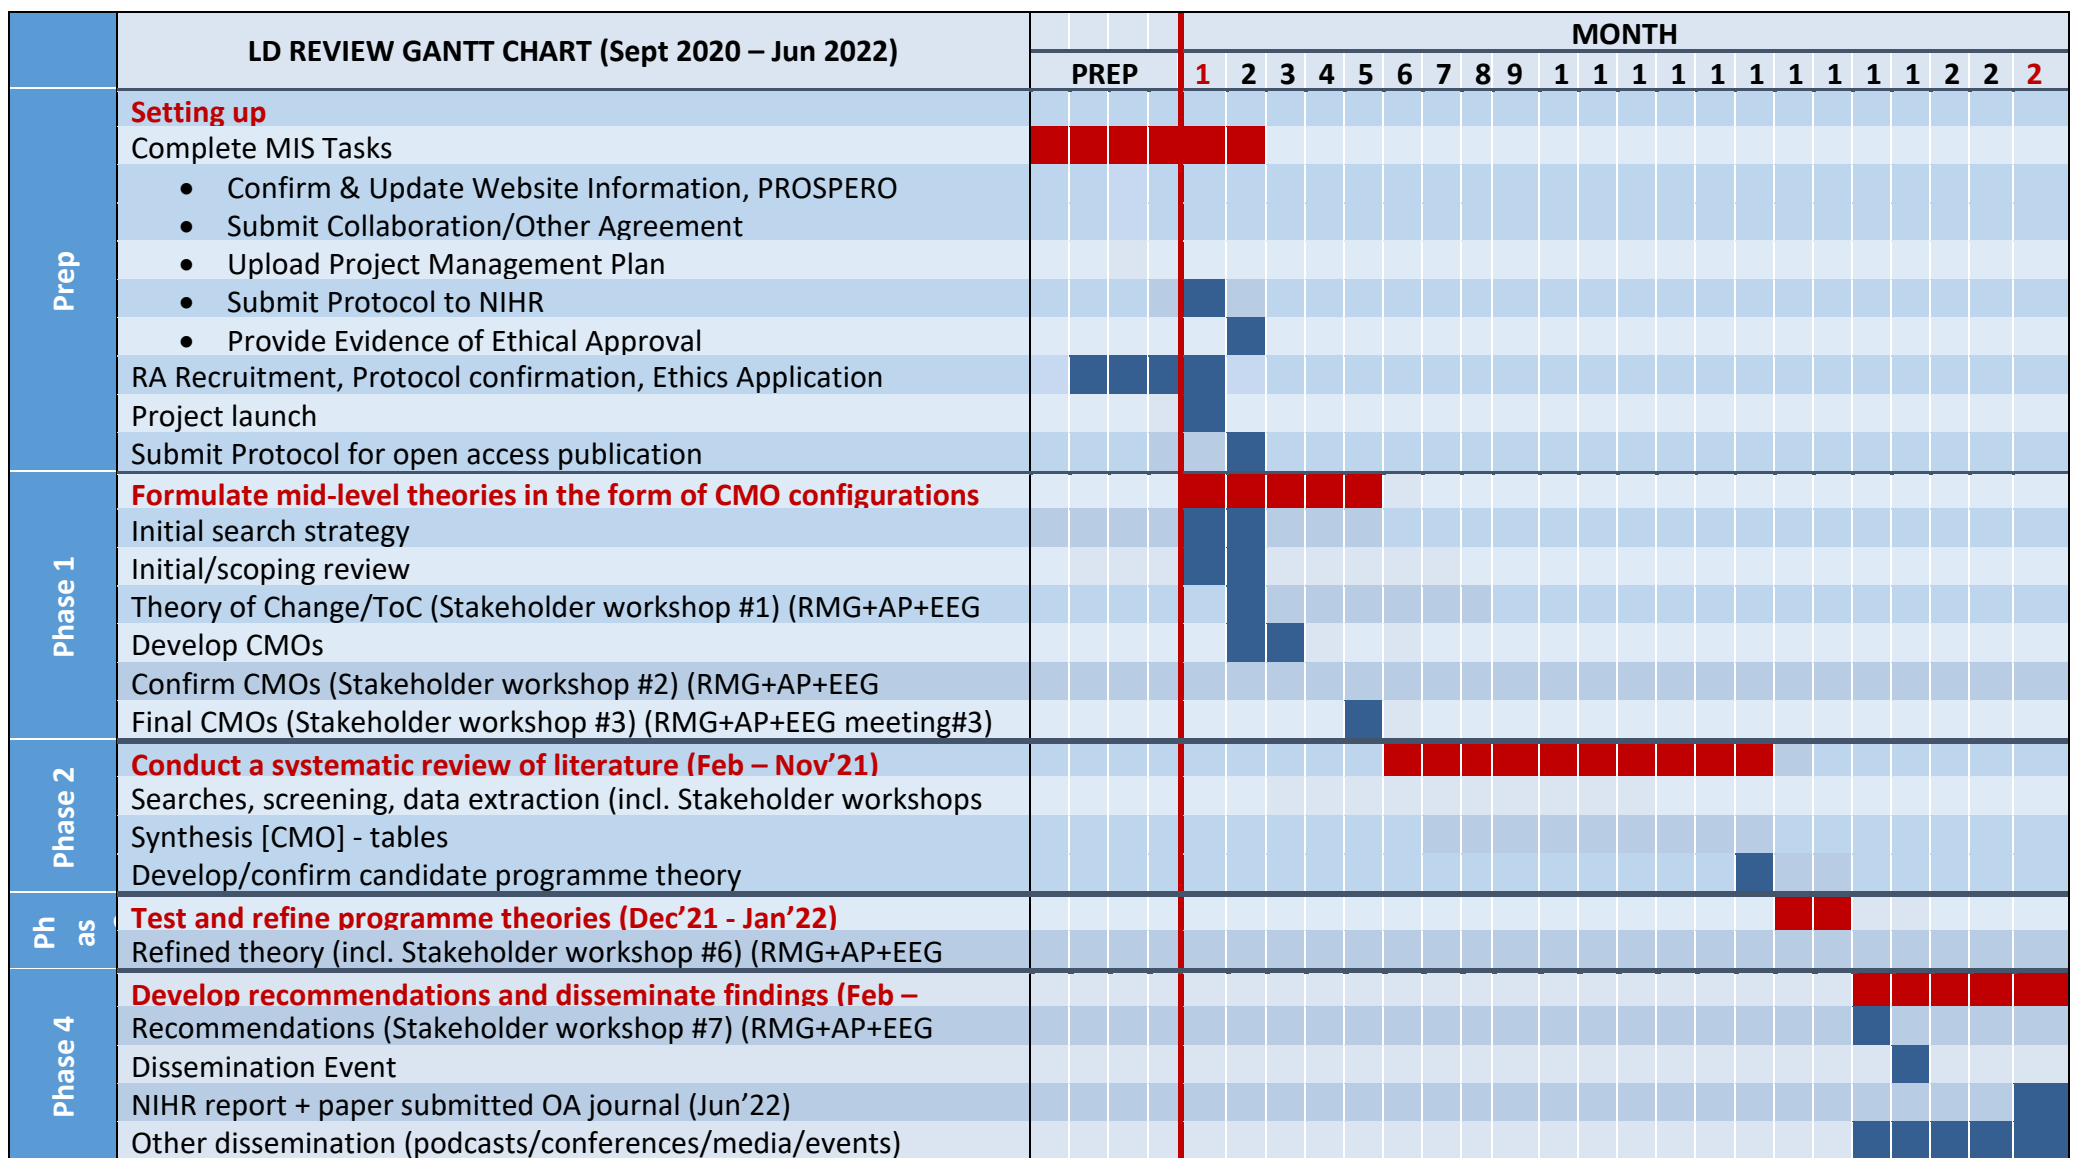 LD REVIEW GANTT CHART (Sept 2020 – Jun 2022)
MONTH
PREP 1 2 3 4 5 6 7 8 9 1 1 1 1 1 1 1 1 1 1 2 2 2
Prep
Setting up
Complete MIS Tasks
• Confirm & Update Website Information, PROSPERO
• Submit Collaboration/Other Agreement
• Upload Project Management Plan
• Submit Protocol to NIHR
• Provide Evidence of Ethical Approval
RA Recruitment, Protocol confirmation, Ethics Application
Project launch
Submit Protocol for open access publication
Phase 1
Formulate mid-level theories in the form of CMO configurations
Initial search strategy
Initial/scoping review
Theory of Change/ToC (Stakeholder workshop #1) (RMG+AP+EEG
Develop CMOs
Confirm CMOs (Stakeholder workshop #2) (RMG+AP+EEG
Final CMOs (Stakeholder workshop #3) (RMG+AP+EEG meeting#3)
Phase 2
Conduct a systematic review of literature (Feb – Nov’21)
Searches, screening, data extraction (incl. Stakeholder workshops
Synthesis [CMO] - tables
Develop/confirm candidate programme theory
Ph
as
Test and refine programme theories (Dec’21 - Jan’22)
Refined theory (incl. Stakeholder workshop #6) (RMG+AP+EEG
Phase 4
Develop recommendations and disseminate findings (Feb –
Recommendations (Stakeholder workshop #7) (RMG+AP+EEG
Dissemination Event
NIHR report + paper submitted OA journal (Jun’22)
Other dissemination (podcasts/conferences/media/events)